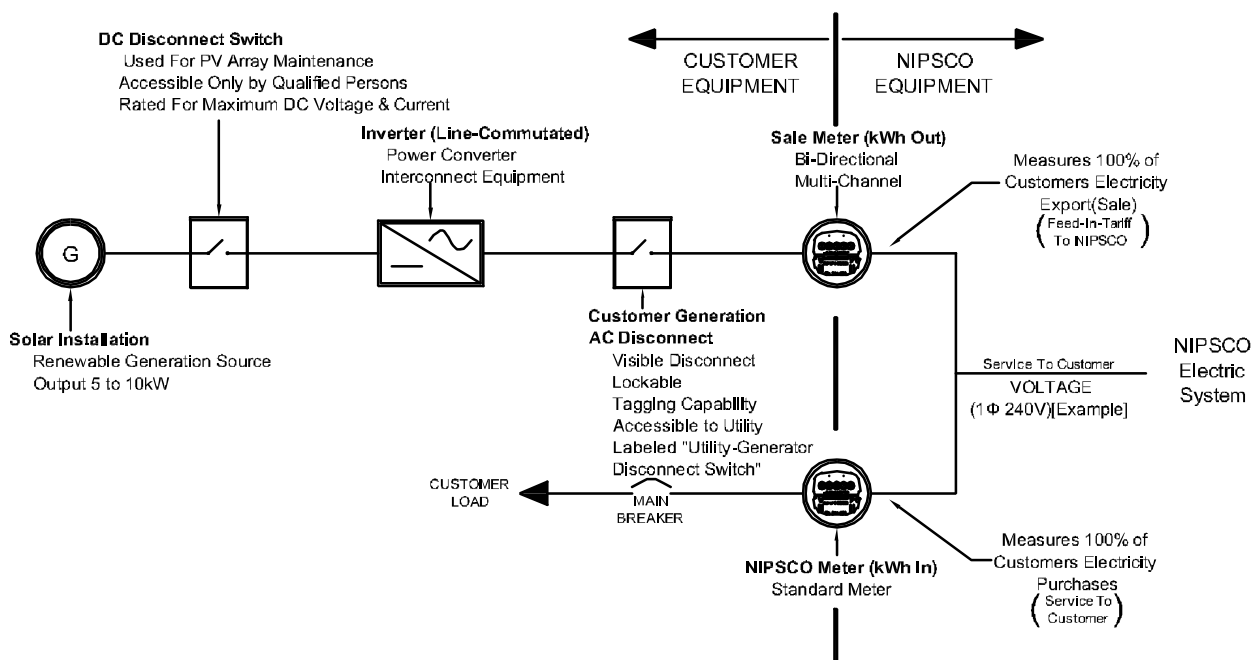 DC Disconnect Switch
Used For PV Array Maintenance
Accessible Only by Qualified Persons
Rated For Maximum DC Voltage & Current
CUSTOMER
EQUIPMENT
NIPSCO
EQUIPMENT
Inverter (Line-Commutated)
Power Converter
Interconnect Equipment
Sale Meter (kWh Out)
Bi-Directional
Multi-Channel
Measures 100% of
Customers Electricity
Export(Sale)
(Feed-In-Tariff
To NIPSCO)
G
Solar Installation
Renewable Generation Source
Output 5 to 10kW
Customer Generation
AC Disconnect
Visible Disconnect
Lockable
Tagging Capability
Accessible to Utility
Labeled "Utility-Generator
Disconnect Switch"
Service To Customer
VOLTAGE
(1Φ 240V)[Example]
NIPSCO
Electric
System
CUSTOMER
LOAD
MAIN
BREAKER
NIPSCO Meter (kWh In)
Standard Meter
Measures 100% of
Customers Electricity
Purchases
(Service To
Customer)